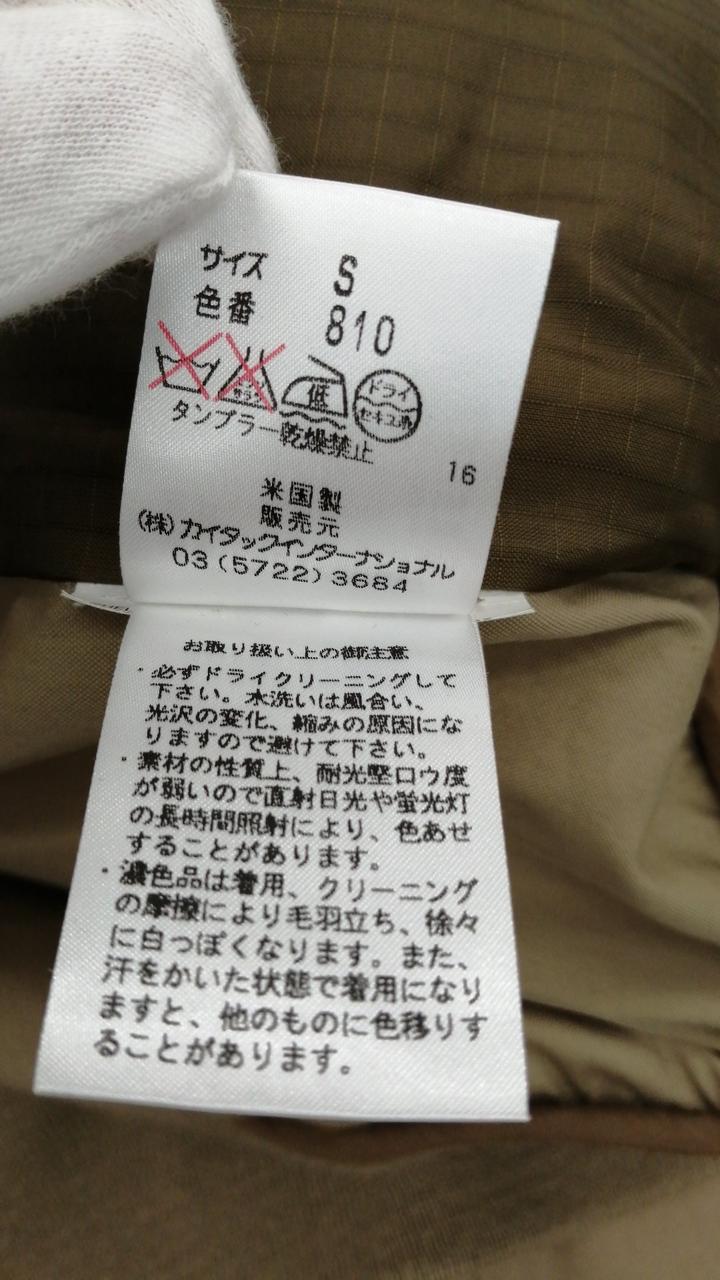 サイズ S
色番 810
低 ドライ
セキユ系
タンブラー乾燥禁止
16
米国製
販売元
(株)カイタックインターナショナル
03(5722)3684
お取り扱い上の御注意
・必ずドライクリーニングして
下さい。水洗いは風合い、
光沢の変化、縮みの原因にな
りますので避けて下さい。
・素材の性質上、耐光堅ロウ度
が弱いので直射日光や蛍光灯
の長時間照射により、色あせ
することがあります。
・濃色品は着用、クリーニング
の摩擦により毛羽立ち、徐々
に白っぽくなります。また、
汗をかいた状態で着用になり
ますと、他のものに色移りす
ることがあります。